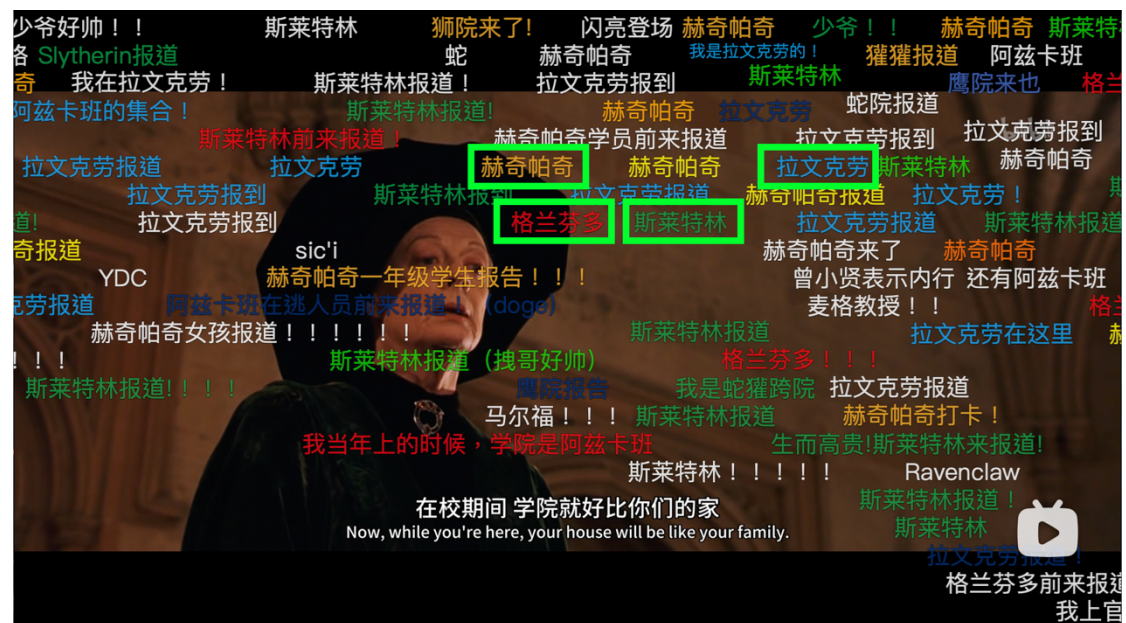 少爷好帅！！ 斯莱特林 狮院来了! 闪亮登场 赫奇帕奇 少爷！！ 赫奇帕奇 斯莱特
Slytherin报道 蛇 赫奇帕奇 我是拉文克劳的！ 獾獾报道 阿兹卡班
奇 我在拉文克劳！ 斯莱特林报道！ 拉文克劳报到 斯莱特林 鹰院来也 格兰
阿兹卡班的集合！ 斯莱特林报道! 赫奇帕奇 拉文克劳 蛇院报道
斯莱特林前来报道！ 赫奇帕奇学员前来报道 拉文克劳报到 拉文克劳报到
拉文克劳报道 拉文克劳 赫奇帕奇 赫奇帕奇 拉文克劳 斯莱特林 赫奇帕奇
拉文克劳报到 斯莱特林报到 拉文克劳报道 赫奇帕奇报道 拉文克劳！
道! 拉文克劳报到 格兰芬多 斯莱特林 拉文克劳报道 斯莱特林报道
奇报道 sic'i 赫奇帕奇来了 赫奇帕奇
YDC 赫奇帕奇一年级学生报告！！！ 曾小贤表示内行 还有阿兹卡班
克劳报道 阿兹卡班在逃人员前来报道！（doge） 麦格教授！！
赫奇帕奇女孩报道！！！！！！ 斯莱特林报道 拉文克劳在这里
！！！ 斯莱特林报道（拽哥好帅） 格兰芬多！！！
斯莱特林报道!！！！ 鹰院报告 我是蛇獾跨院 拉文克劳报道
马尔福！！！ 斯莱特林报道 赫奇帕奇打卡！
我当年上的时候，学院是阿兹卡班 生而高贵!斯莱特林来报道!
斯莱特林！！！！！ Ravenclaw
在校期间 学院就好比你们的家 斯莱特林报道！
Now, while you're here, your house will be like your family. 斯莱特林
拉文克劳报道！
格兰芬多前来报道
我上官